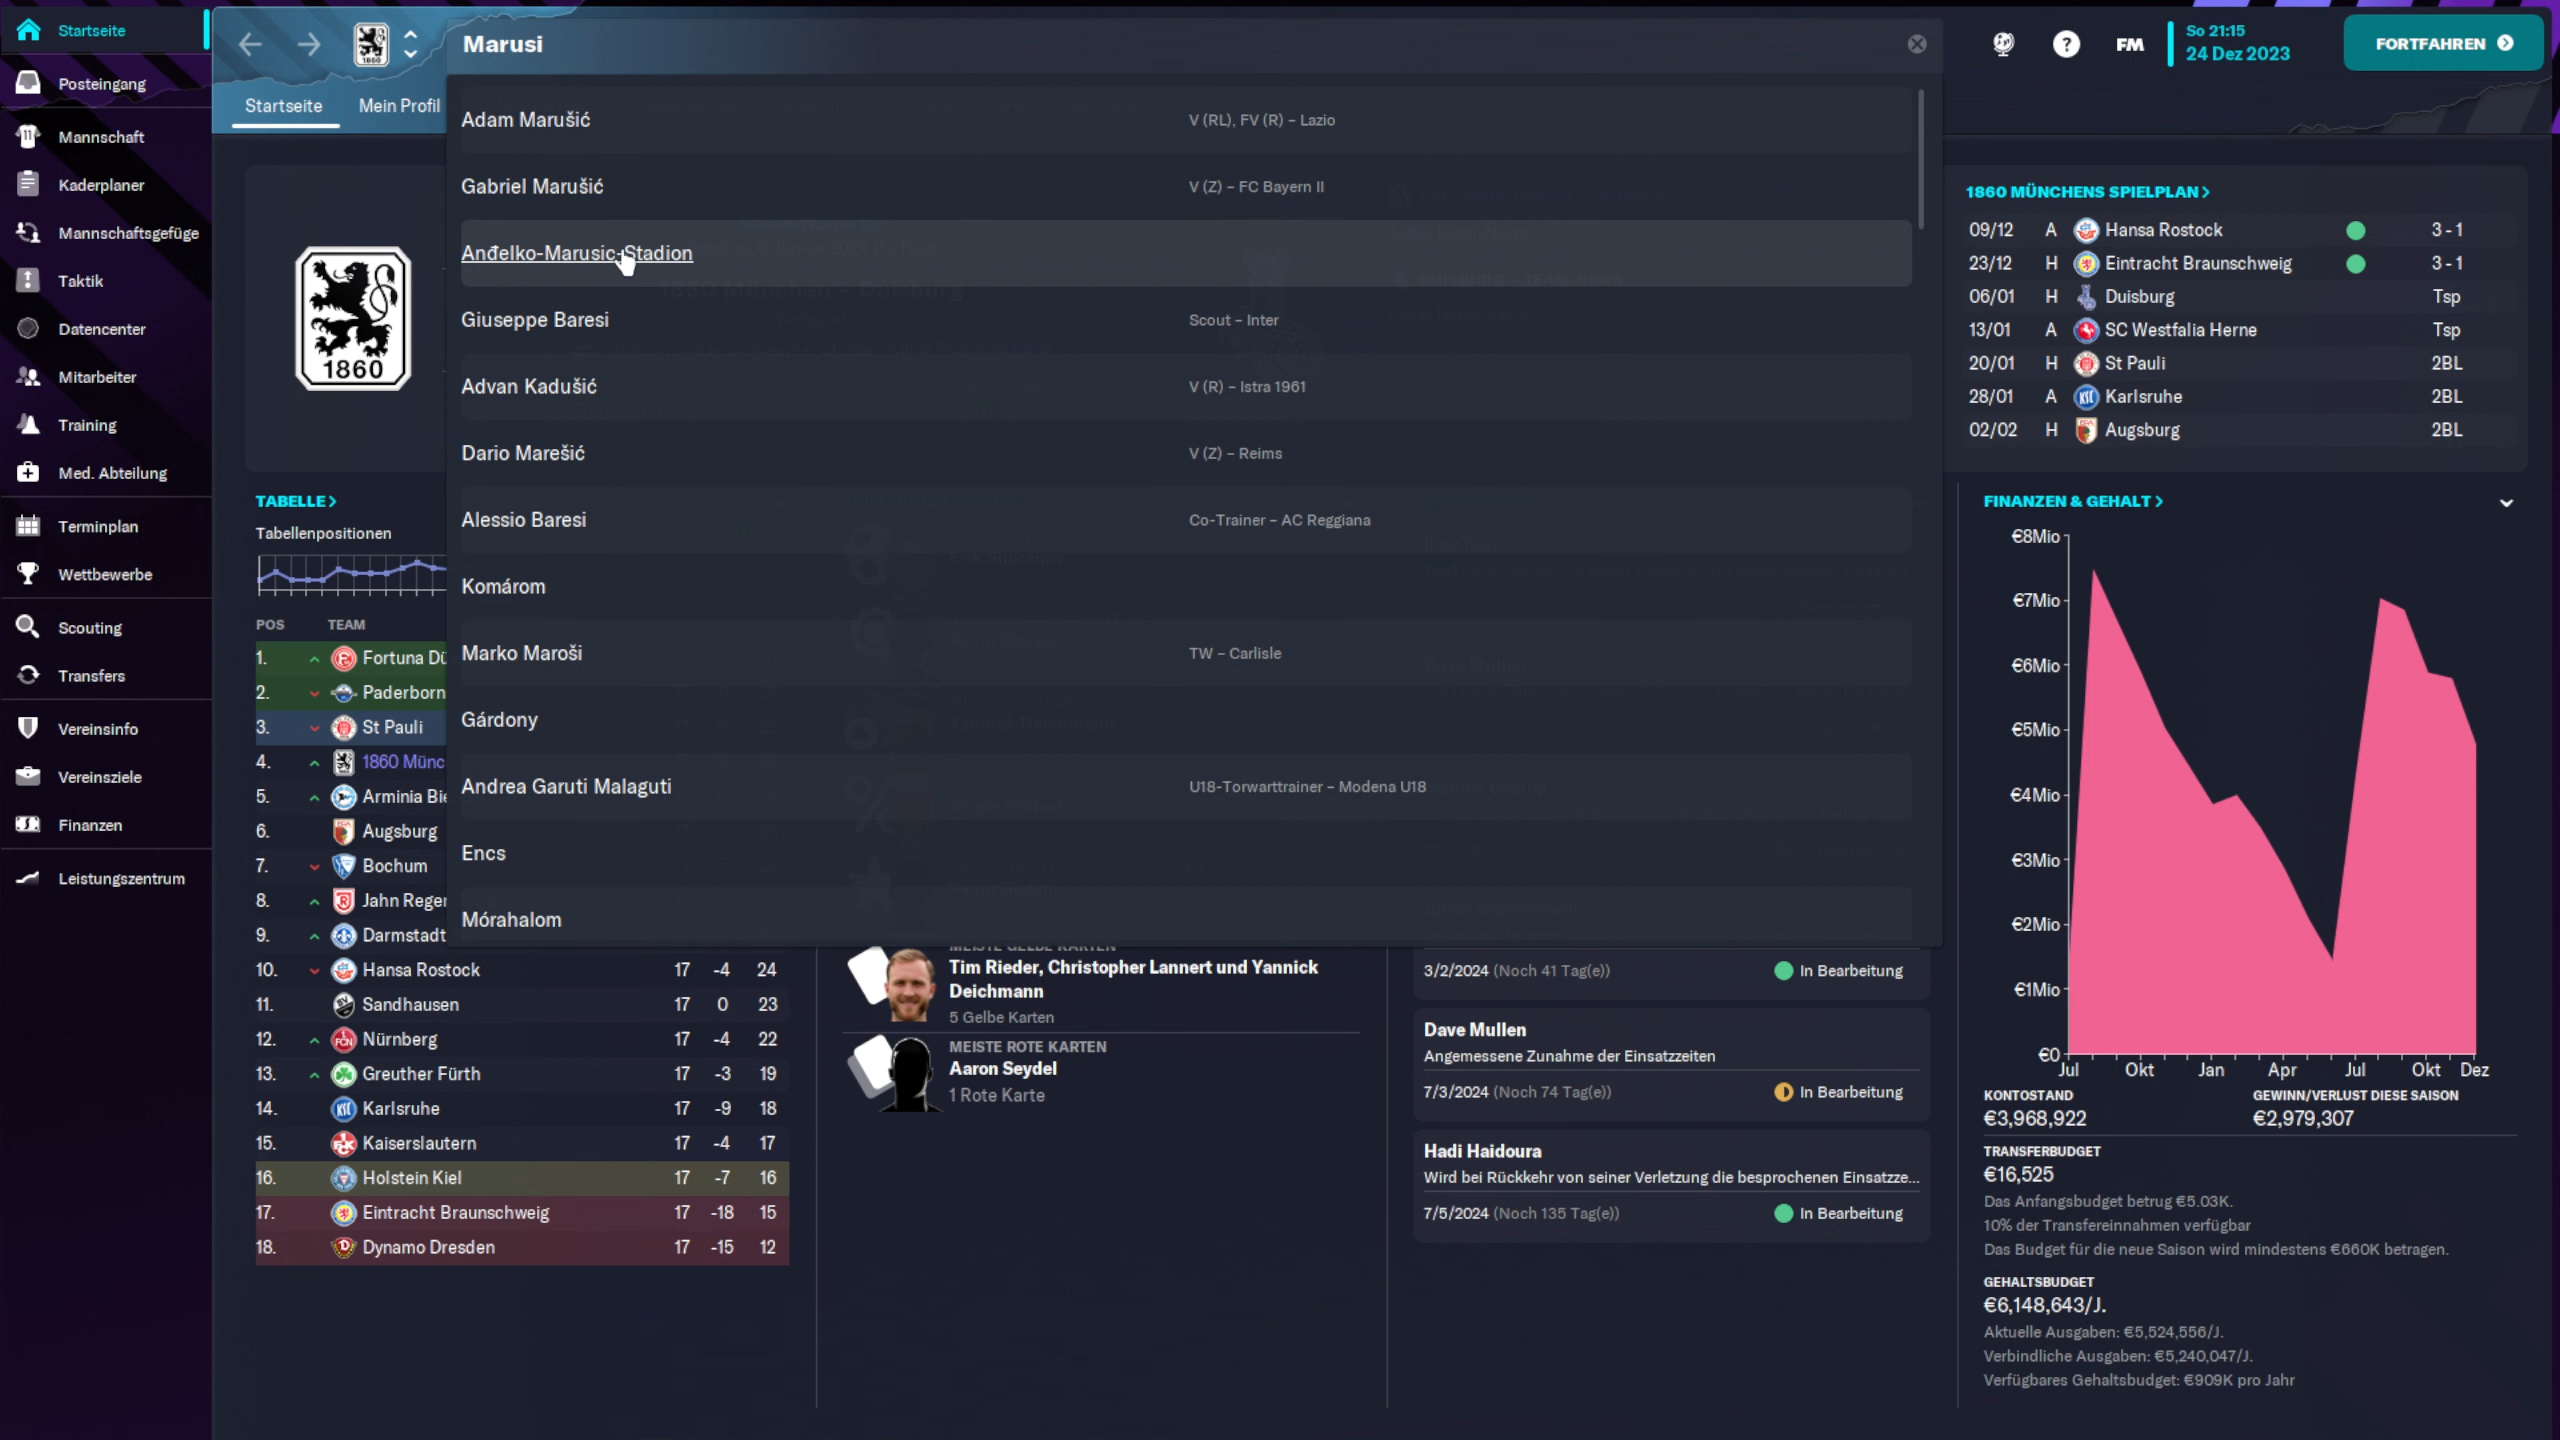 Startseite
Posteingang
Mannschaft
Kaderplaner
Mannschaftsgefüge
Taktik
Datencenter
Mitarbeiter
Training
Med. Abteilung
Terminplan
Wettbewerbe
Scouting
Transfers
Vereinsinfo
Vereinsziele
Finanzen
Leistungszentrum
1860
Marusi
? FM
So 21:15
24 Dez 2023
FORTFAHREN
Startseite Mein Profil
1860
Adam Marušić V (RL), FV (R) – Lazio
Gabriel Marušić V (Z) – FC Bayern II
Anđelko-Marusic-Stadion
Giuseppe Baresi Scout – Inter
Advan Kadušić V (R) – Istra 1961
Dario Marešić V (Z) – Reims
Alessio Baresi Co-Trainer – AC Reggiana
Komárom
Marko Maroši TW – Carlisle
Gárdony
Andrea Garuti Malaguti U18-Torwarttrainer – Modena U18
Encs
Mórahalom
TABELLE
Tabellenpositionen
POS TEAM
1. Fortuna Dü
2. Paderborn
3. St Pauli
4. 1860 Münc
5. Arminia Bie
6. Augsburg
7. Bochum
8. Jahn Reger
9. Darmstadt
10. Hansa Rostock 17 -4 24
11. Sandhausen 17 0 23
12. Nürnberg 17 -4 22
13. Greuther Fürth 17 -3 19
14. Karlsruhe 17 -9 18
15. Kaiserslautern 17 -4 17
16. Holstein Kiel 17 -7 16
17. Eintracht Braunschweig 17 -18 15
18. Dynamo Dresden 17 -15 12
MEISTE GELBE KARTEN
Tim Rieder, Christopher Lannert und Yannick
Deichmann
5 Gelbe Karten
MEISTE ROTE KARTEN
Aaron Seydel
1 Rote Karte
3/2/2024 (Noch 41 Tag(e)) In Bearbeitung
Dave Mullen
Angemessene Zunahme der Einsatzzeiten
7/3/2024 (Noch 74 Tag(e)) In Bearbeitung
Hadi Haidoura
Wird bei Rückkehr von seiner Verletzung die besprochenen Einsatzze...
7/5/2024 (Noch 135 Tag(e)) In Bearbeitung
1860 MÜNCHENS SPIELPLAN
09/12 A Hansa Rostock 3 - 1
23/12 H Eintracht Braunschweig 3 - 1
06/01 H Duisburg Tsp
13/01 A SC Westfalia Herne Tsp
20/01 H St Pauli 2BL
28/01 A Karlsruhe 2BL
02/02 H Augsburg 2BL
FINANZEN & GEHALT
€8Mio
€7Mio
€6Mio
€5Mio
€4Mio
€3Mio
€2Mio
€1Mio
€0
Jul Okt Jan Apr Jul Okt Dez
KONTOSTAND GEWINN/VERLUST DIESE SAISON
€3,968,922 €2,979,307
TRANSFERBUDGET
€16,525
Das Anfangsbudget betrug €5.03K.
10% der Transfereinnahmen verfügbar
Das Budget für die neue Saison wird mindestens €660K betragen.
GEHALTSBUDGET
€6,148,643/J.
Aktuelle Ausgaben: €5,524,556/J.
Verbindliche Ausgaben: €5,240,047/J.
Verfügbares Gehaltsbudget: €909K pro Jahr